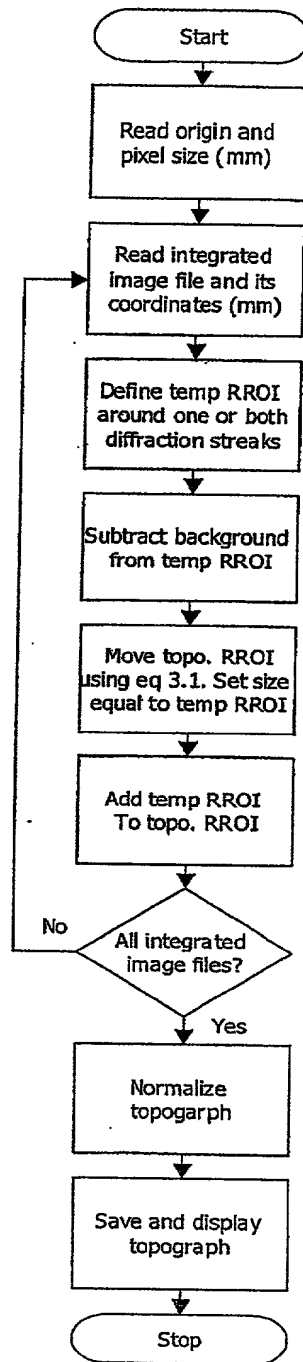 Start
Read origin and
pixel size (mm)
Read integrated
image file and its
coordinates (mm)
Define temp RROI
around one or both
diffraction streaks
Subtract background
from temp RROI
Move topo. RROI
using eq 3.1. Set size
equal to temp RROI
Add temp RROI
To topo. RROI
All integrated
image files?
No
Yes
Normalize
topogarph
Save and display
topograph
Stop